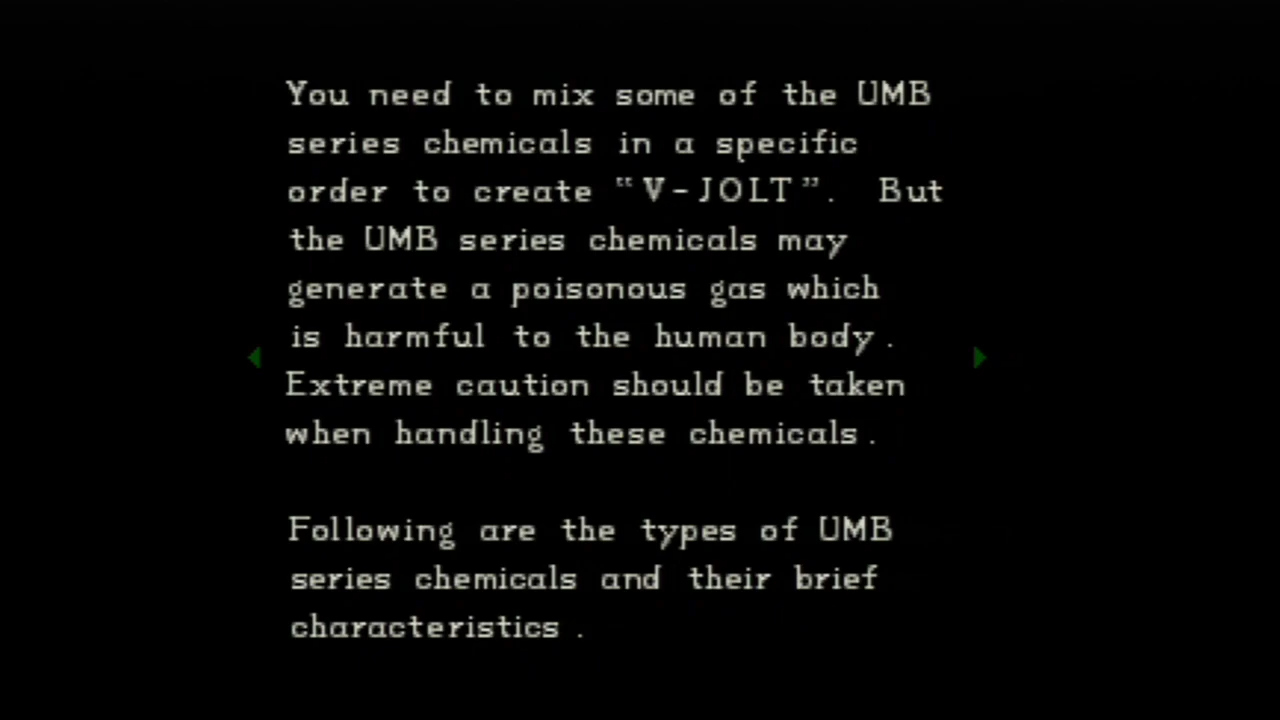 You need to mix some of the UMB
series chemicals in a specific
order to create “V-JOLT”. But
the UMB series chemicals may
generate a poisonous gas which
is harmful to the human body.
Extreme caution should be taken
when handling these chemicals.
Following are the types of UMB
series chemicals and their brief
characteristics.